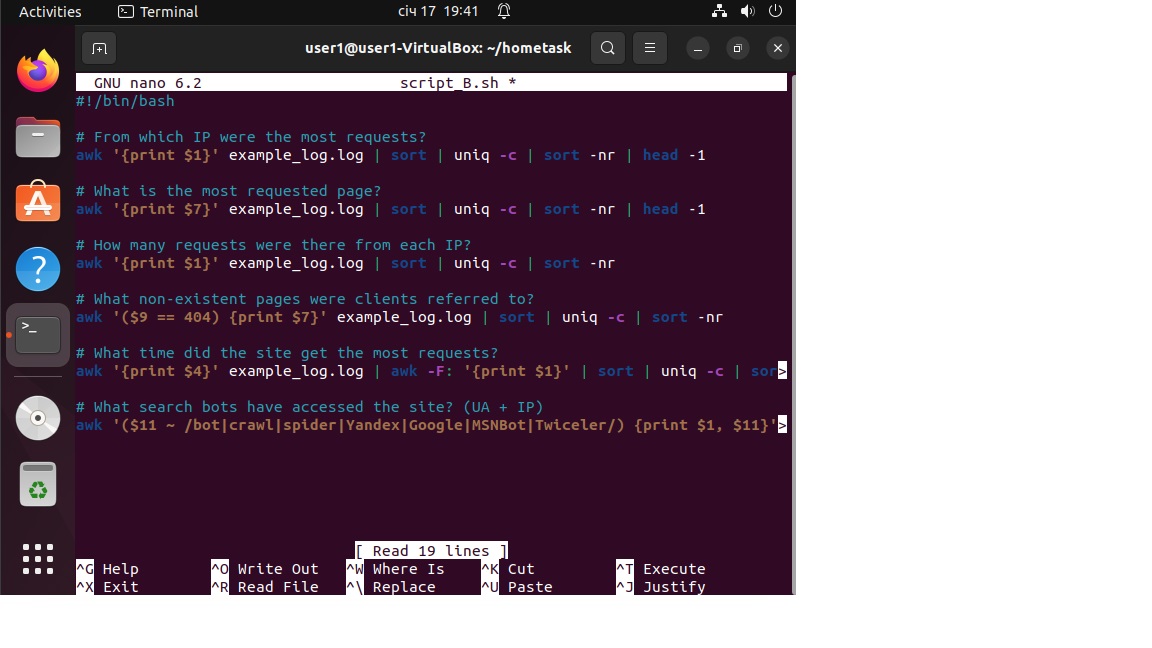 Activities Terminal січ 17 19:41
user1@user1-VirtualBox: ~/hometask
GNU nano 6.2 script_B.sh *
#!/bin/bash
# From which IP were the most requests?
awk '{print $1}' example_log.log | sort | uniq -c | sort -nr | head -1
# What is the most requested page?
awk '{print $7}' example_log.log | sort | uniq -c | sort -nr | head -1
# How many requests were there from each IP?
awk '{print $1}' example_log.log | sort | uniq -c | sort -nr
# What non-existent pages were clients referred to?
awk '($9 == 404) {print $7}' example_log.log | sort | uniq -c | sort -nr
# What time did the site get the most requests?
awk '{print $4}' example_log.log | awk -F: '{print $1}' | sort | uniq -c | sor>
# What search bots have accessed the site? (UA + IP)
awk '($11 ~ /bot|crawl|spider|Yandex|Google|MSNBot|Twiceler/) {print $1, $11}'>
[ Read 19 lines ]
^G Help ^O Write Out ^W Where Is ^K Cut ^T Execute
^X Exit ^R Read File ^\ Replace ^U Paste ^J Justify